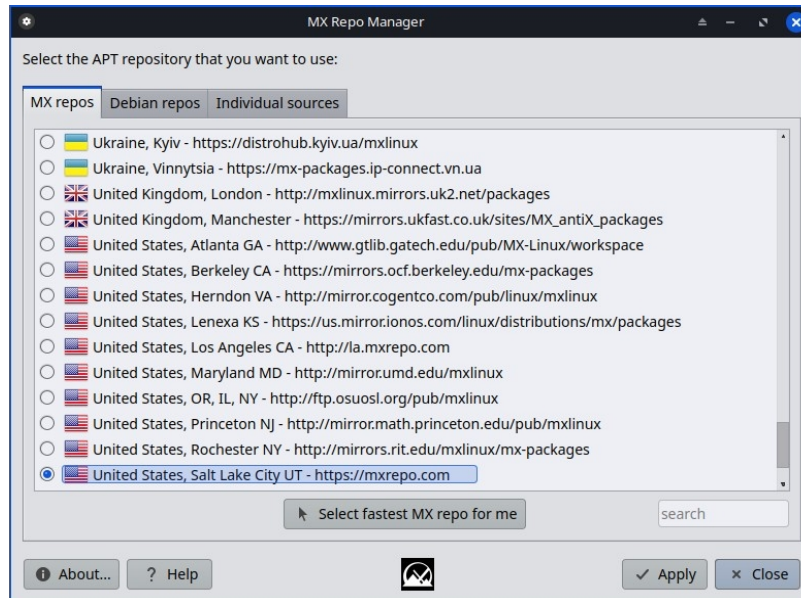 MX Repo Manager
Select the APT repository that you want to use:
MX repos Debian repos Individual sources
Ukraine, Kyiv - https://distrohub.kyiv.ua/mxlinux
Ukraine, Vinnytsia - https://mx-packages.ip-connect.vn.ua
United Kingdom, London - http://mxlinux.mirrors.uk2.net/packages
United Kingdom, Manchester - https://mirrors.ukfast.co.uk/sites/MX_antiX_packages
United States, Atlanta GA - http://www.gtlib.gatech.edu/pub/MX-Linux/workspace
United States, Berkeley CA - https://mirrors.ocf.berkeley.edu/mx-packages
United States, Herndon VA - http://mirror.cogentco.com/pub/linux/mxlinux
United States, Lenexa KS - https://us.mirror.ionos.com/linux/distributions/mx/packages
United States, Los Angeles CA - http://la.mxrepo.com
United States, Maryland MD - http://mirror.umd.edu/mxlinux
United States, OR, IL, NY - http://ftp.osuosl.org/pub/mxlinux
United States, Princeton NJ - http://mirror.math.princeton.edu/pub/mxlinux
United States, Rochester NY - http://mirrors.rit.edu/mxlinux/mx-packages
United States, Salt Lake City UT - https://mxrepo.com
Select fastest MX repo for me search
About... ? Help Apply Close